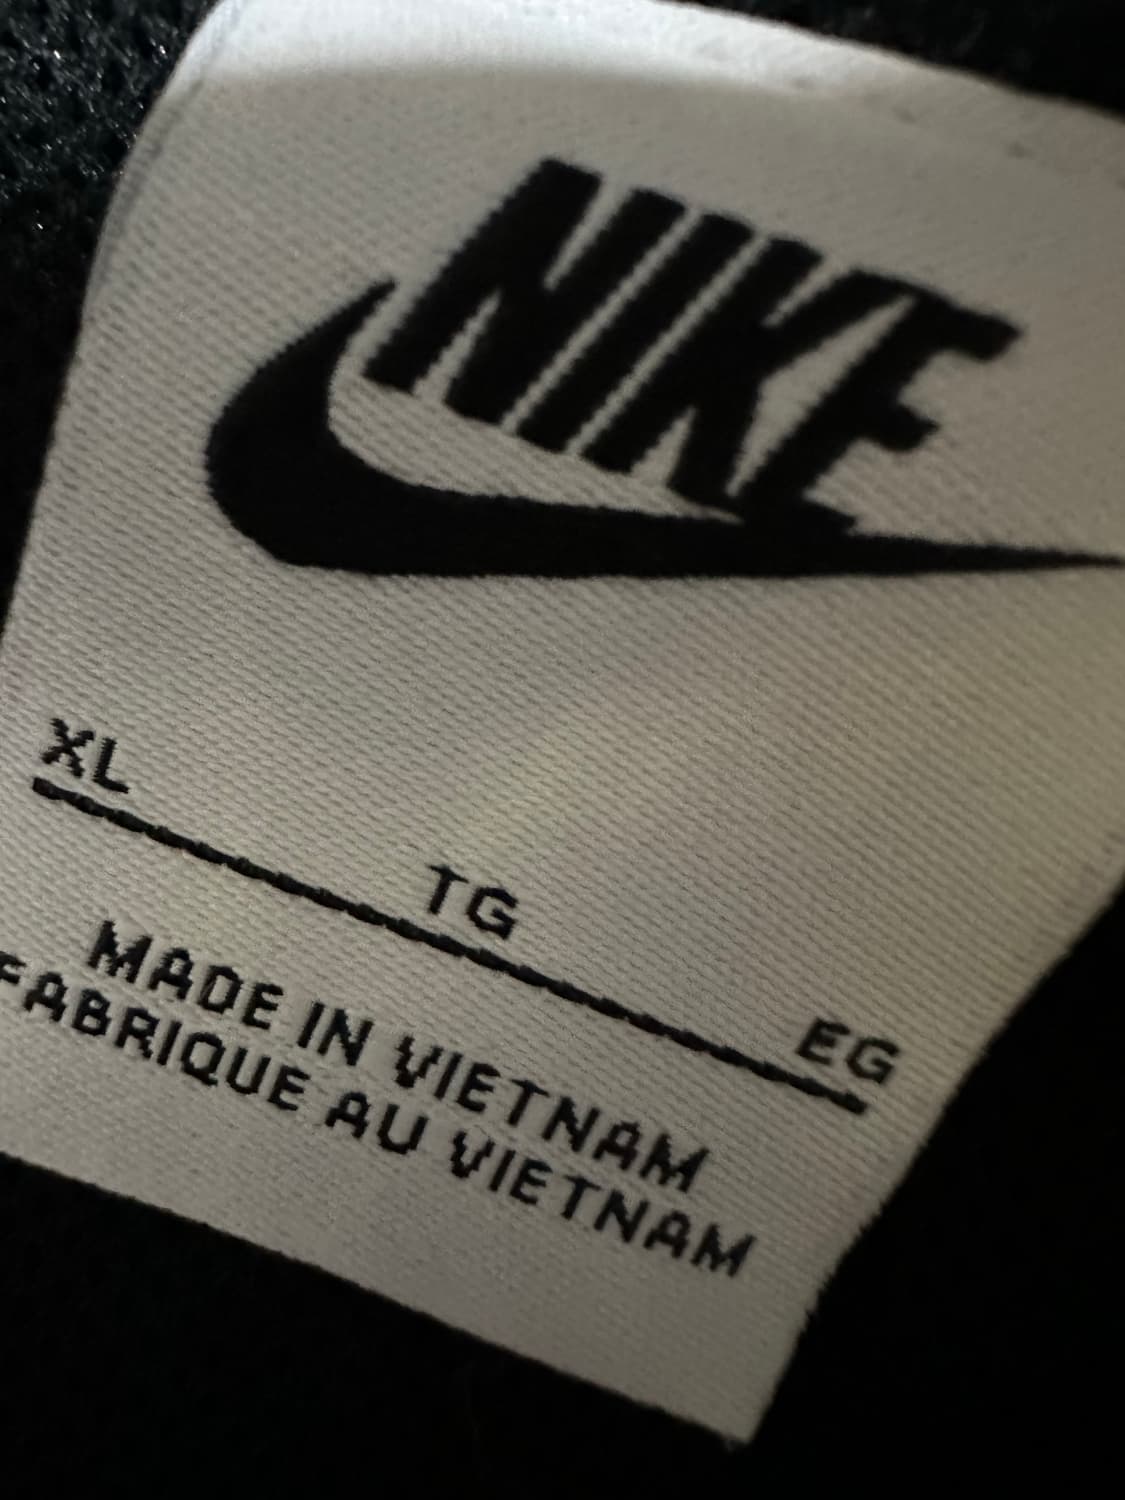 NIKE
XL TG EG
MADE IN VIETNAM
FABRIQUE AU VIETNAM